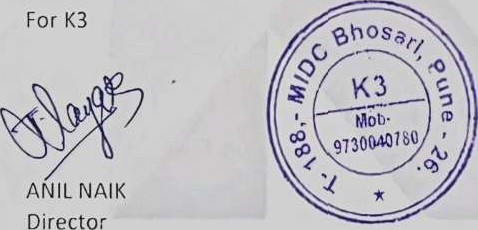 For K3
ANIL NAIK
Director
T-188,- MIDC Bhosari, Pune - 26.
K3
Mob-
9730040780